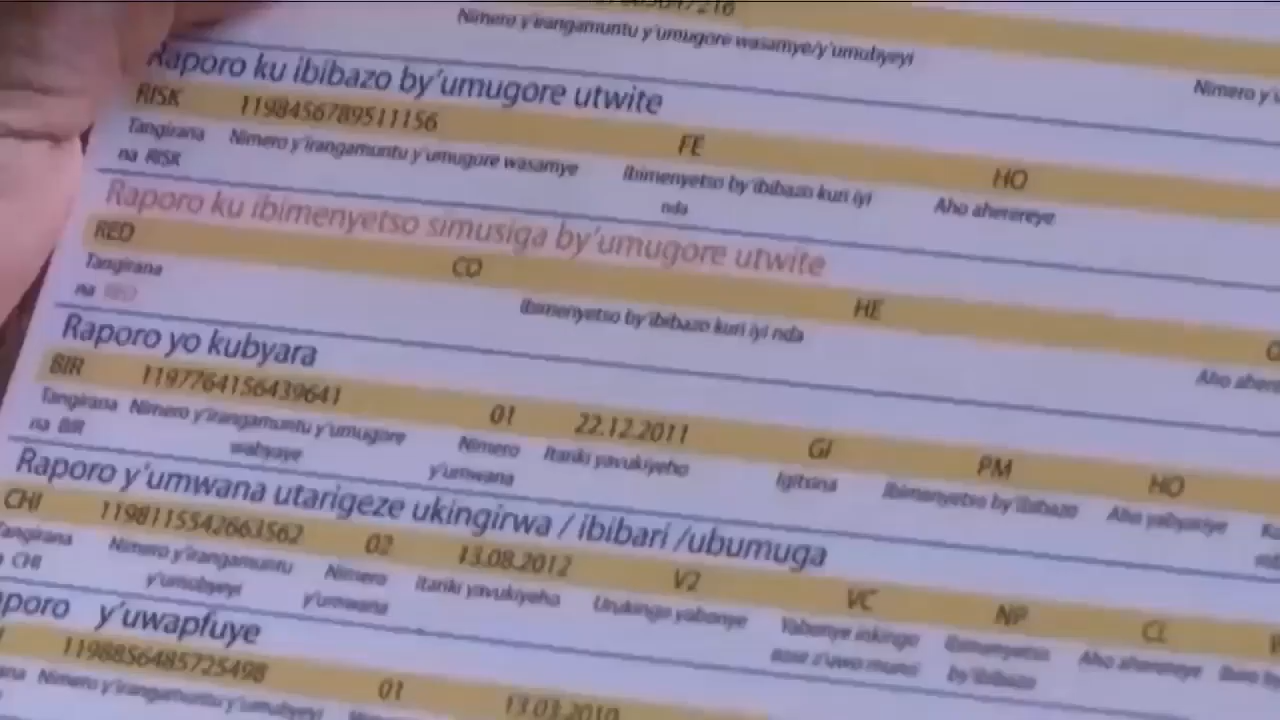 Nimero y'irangamuntu y'umugore wasamye/y'umubyeyi
Nimero
Raporo ku ibibazo by'umugore utwite
RISK 1198456789511156 FE HO
Tangirana Nimero y'irangamuntu y'umugore wasamye Ibimenyetso by'ibibazo kuri iyi Aho aherereye
na RISK nda
Raporo ku ibimenyetso simusiga by'umugore utwite
RED CO HE
Tangirana Ibimenyetso by'ibibazo kuri iyi nda Aho
na RED
Raporo yo kubyara
BIR 1197764156439641 01 22.12.2011 GI PM HO
Tangirana Nimero y'irangamuntu y'umugore Nimero Itariki yavukiyeho Igitsina Ibimenyetso by'ibibazo Aho yabyariye
na BIR wabyaye y'umwana
Raporo y'umwana utarigeze ukingirwa / ibibari /ubumuga
CHI 1198115542663562 02 13.08.2012 V2 VC NP CL
Tangirana Nimero y'irangamuntu Nimero Itariki yavukiyeho Urukingo yabonye Yabonye inkingo Ibimenyetso Aho aherereye
CHI y'umubyeyi y'umwana by'ibibazo
y'uwapfuye
1198856485725498 01 13.03.2010
Nimero y'irangamuntu y'umubyeyi